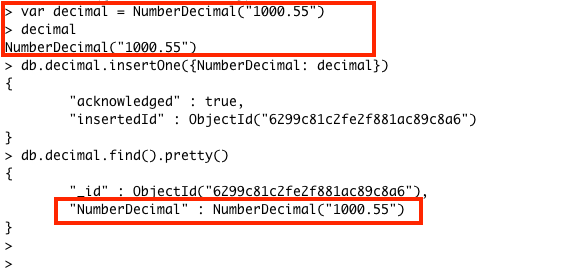 > var decimal = NumberDecimal("1000.55")
> decimal
NumberDecimal("1000.55")
> db.decimal.insertOne({NumberDecimal: decimal})
{
        "acknowledged" : true,
        "insertedId" : ObjectId("6299c81c2fe2f881ac89c8a6")
}
> db.decimal.find().pretty()
{
        "_id" : ObjectId("6299c81c2fe2f881ac89c8a6"),
        "NumberDecimal" : NumberDecimal("1000.55")
}
>
>